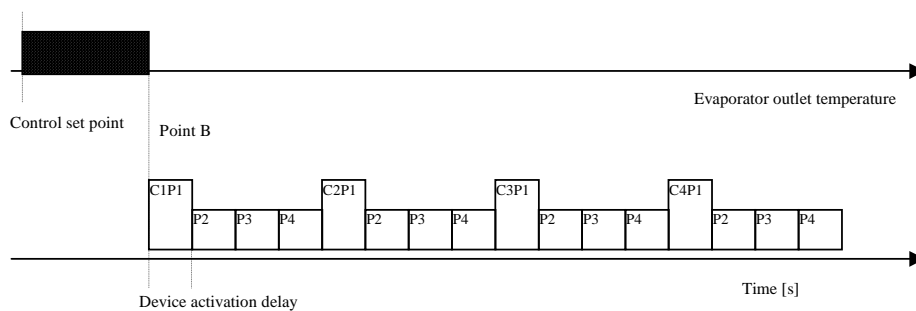 Evaporator outlet temperature
Control set point
Point B
C1P1 P2 P3 P4 C2P1 P2 P3 P4 C3P1 P2 P3 P4 C4P1 P2 P3 P4
Time [s]
Device activation delay